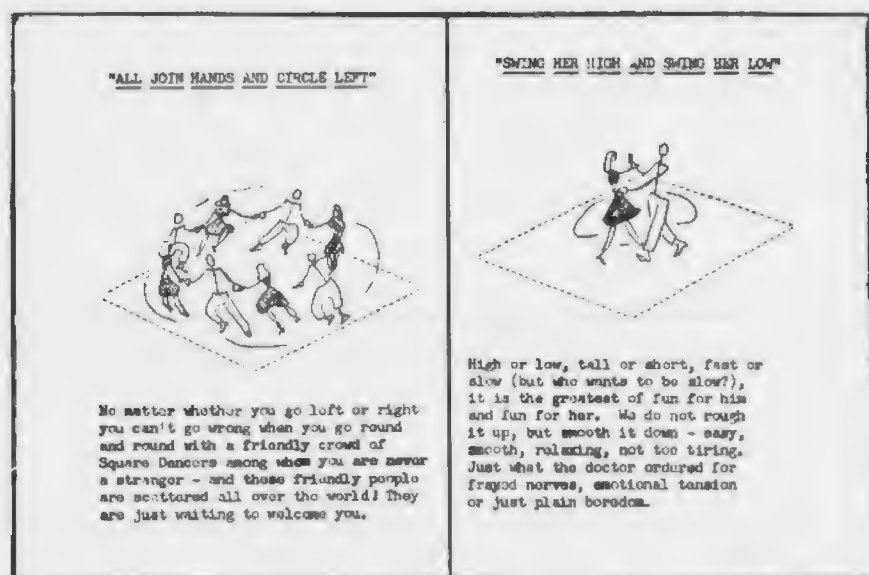 "ALL JOIN HANDS AND CIRCLE LEFT"
No matter whether you go left or right
you can't go wrong when you go round
and round with a friendly crowd of
Square Dancers among whom you are never
a stranger - and these friendly people
are scattered all over the world! They
are just waiting to welcome you.
"SWING HER HIGH AND SWING HER LOW"
High or low, tall or short, fast or
slow (but who wants to be slow?),
it is the greatest of fun for him
and fun for her. We do not rough
it up, but smooth it down - easy,
smooth, relaxing, not too tiring.
Just what the doctor ordered for
frayed nerves, emotional tension
or just plain boredom.